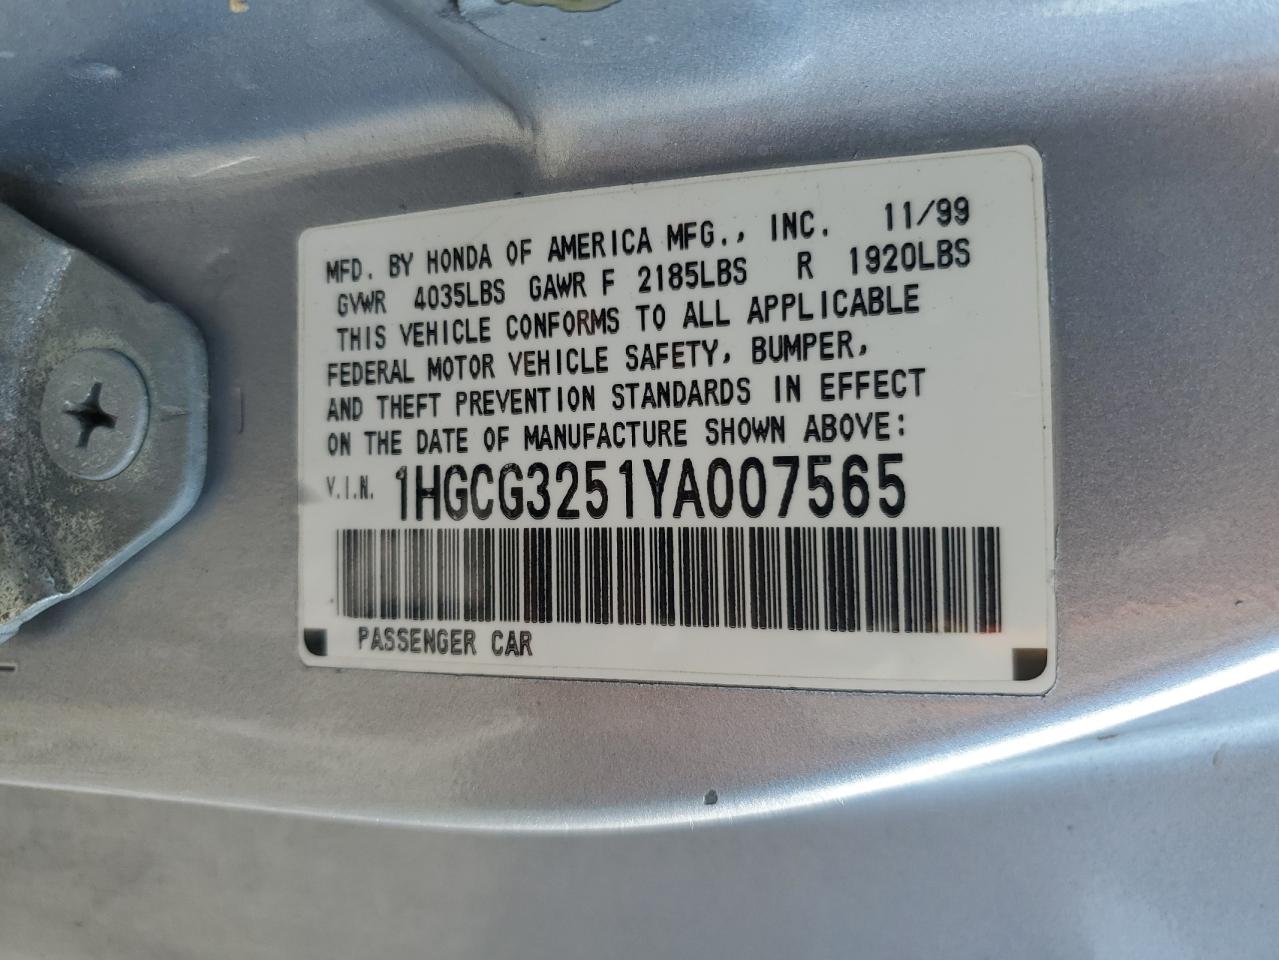 MFD. BY HONDA OF AMERICA MFG., INC. 11/99
GVWR 4035LBS GAWR F 2185LBS R 1920LBS
THIS VEHICLE CONFORMS TO ALL APPLICABLE
FEDERAL MOTOR VEHICLE SAFETY, BUMPER,
AND THEFT PREVENTION STANDARDS IN EFFECT
ON THE DATE OF MANUFACTURE SHOWN ABOVE:
V.I.N. 1HGCG3251YA007565
PASSENGER CAR